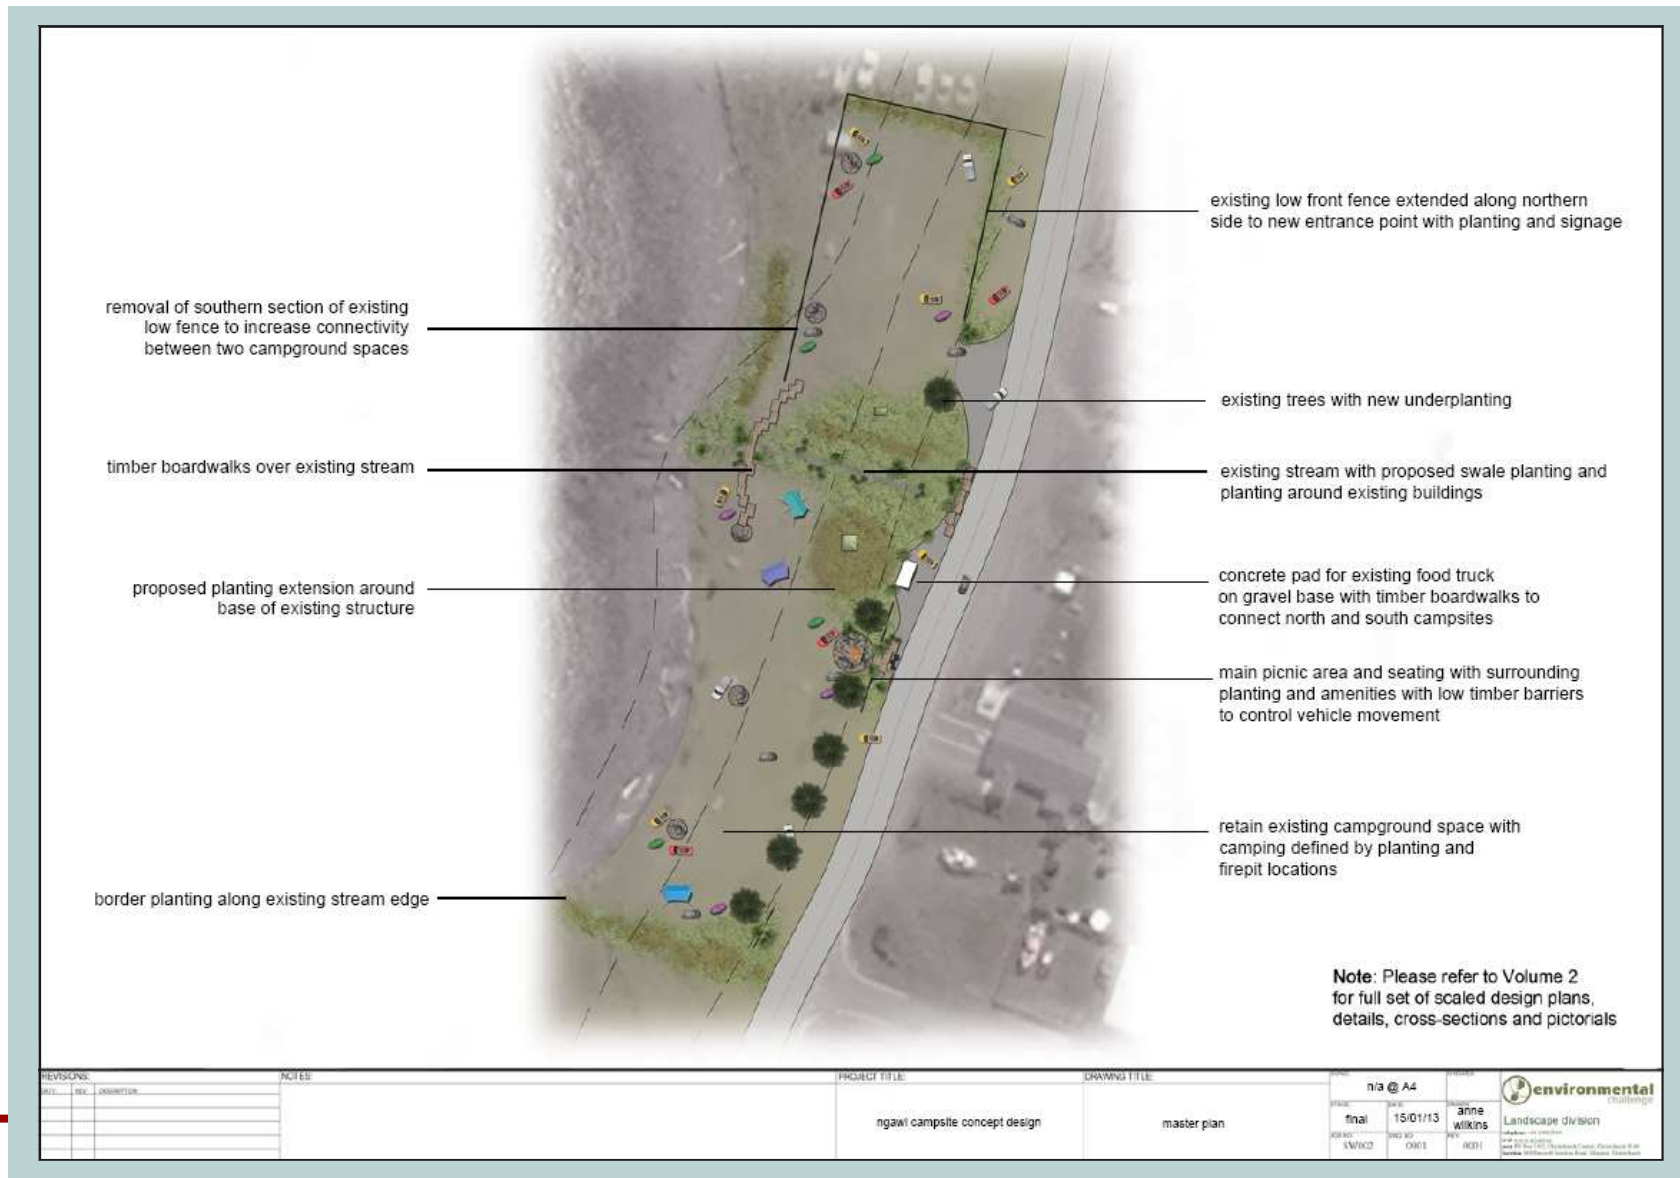 existing low front fence extended along northern
side to new entrance point with planting and signage
removal of southern section of existing
low fence to increase connectivity
between two campground spaces
existing trees with new underplanting
timber boardwalks over existing stream
existing stream with proposed swale planting and
planting around existing buildings
proposed planting extension around
base of existing structure
concrete pad for existing food truck
on gravel base with timber boardwalks to
connect north and south campsites
main picnic area and seating with surrounding
planting and amenities with low timber barriers
to control vehicle movement
retain existing campground space with
camping defined by planting and
firepit locations
border planting along existing stream edge
Note: Please refer to Volume 2
for full set of scaled design plans,
details, cross-sections and pictorials
REVISIONS:
DATE REV DESCRIPTION
NOTES:
PROJECT TITLE:
ngawi campsite concept design
DRAWING TITLE:
master plan
n/a @ A4
final
15/01/13
anne
wilkins
SW002
0901
0001
environmental
challenge
Landscape division